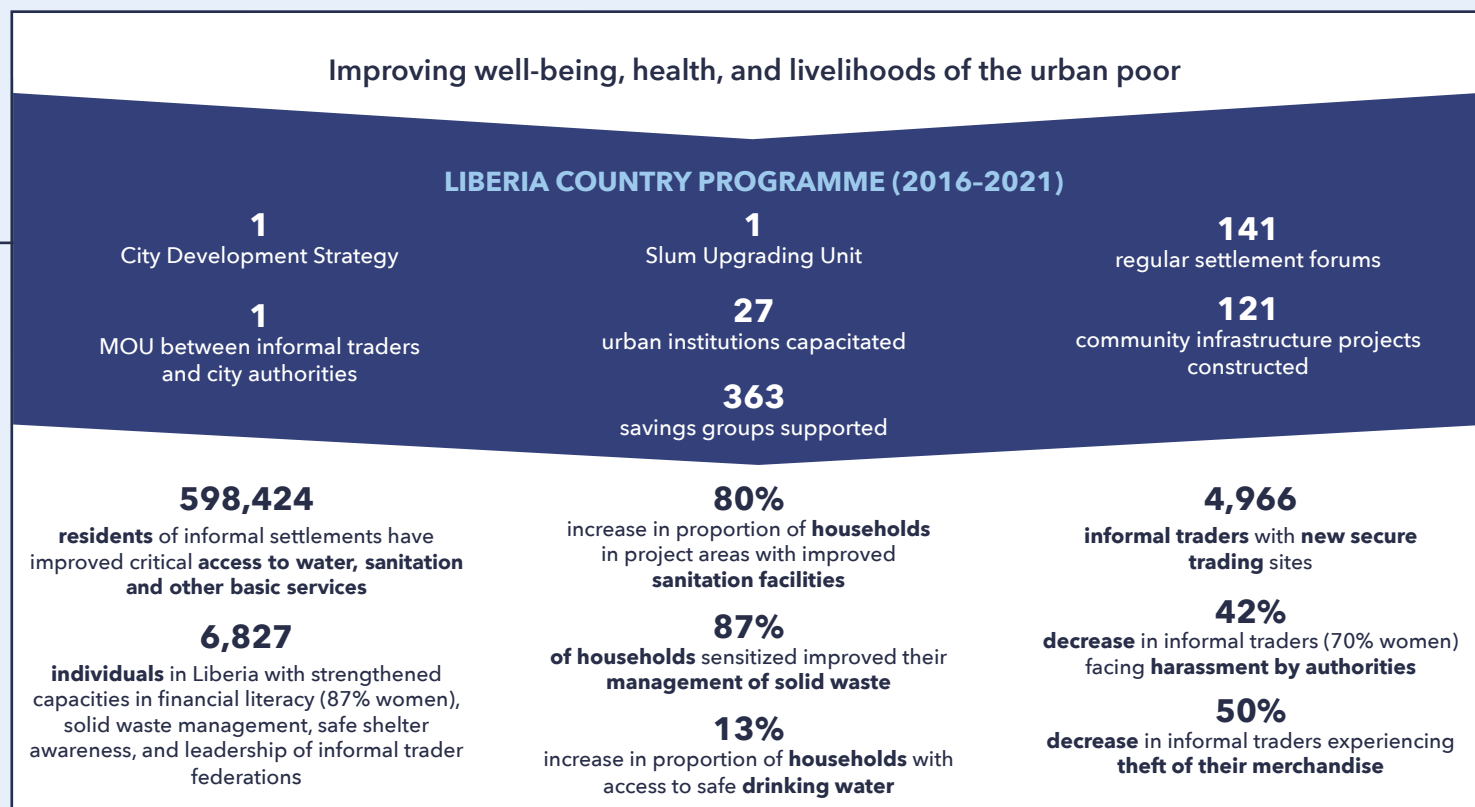 Improving well-being, health, and livelihoods of the urban poor
LIBERIA COUNTRY PROGRAMME (2016–2021)
1
City Development Strategy
1
MOU between informal traders
and city authorities
1
Slum Upgrading Unit
27
urban institutions capacitated
363
savings groups supported
141
regular settlement forums
121
community infrastructure projects
constructed
598,424
residents of informal settlements have
improved critical access to water, sanitation
and other basic services
6,827
individuals in Liberia with strengthened
capacities in financial literacy (87% women),
solid waste management, safe shelter
awareness, and leadership of informal trader
federations
80%
increase in proportion of households
in project areas with improved
sanitation facilities
87%
of households sensitized improved their
management of solid waste
13%
increase in proportion of households with
access to safe drinking water
4,966
informal traders with new secure
trading sites
42%
decrease in informal traders (70% women)
facing harassment by authorities
50%
decrease in informal traders experiencing
theft of their merchandise